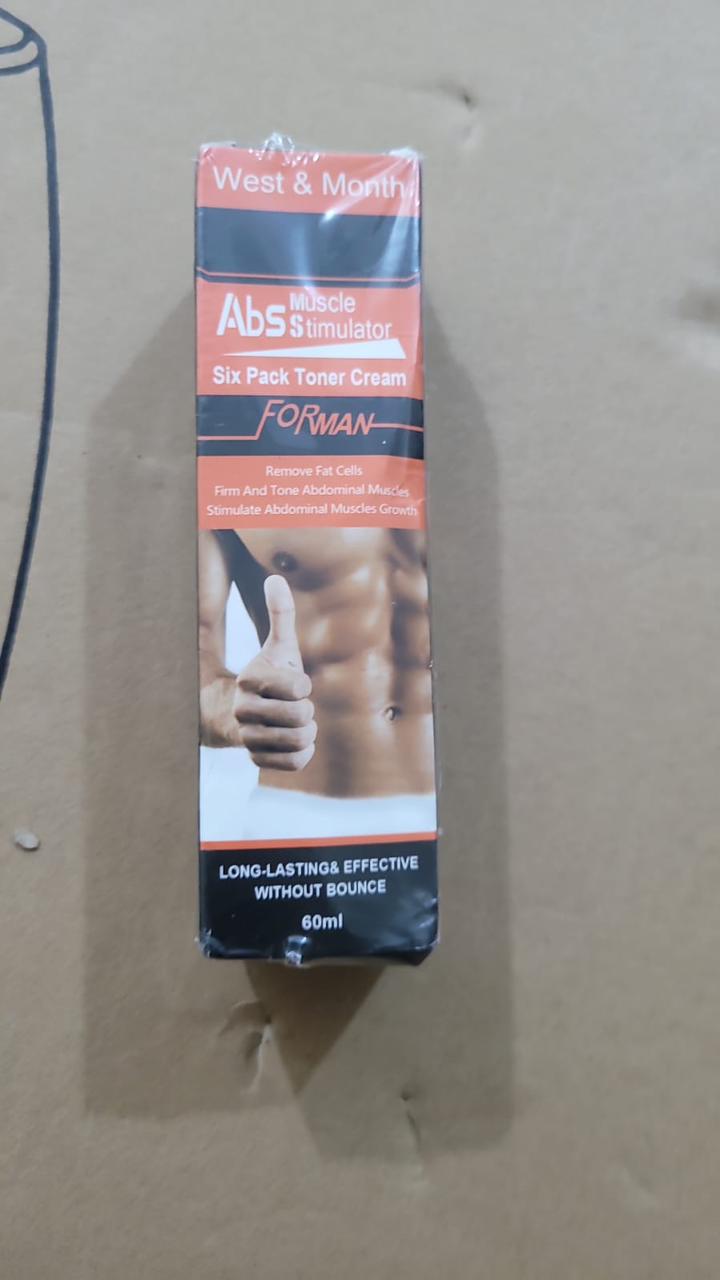 West & Month
Abs Muscle Stimulator
Six Pack Toner Cream
FORMAN
Remove Fat Cells
Firm And Tone Abdominal Muscles
Stimulate Abdominal Muscles Growth
LONG-LASTING& EFFECTIVE
WITHOUT BOUNCE
60ml